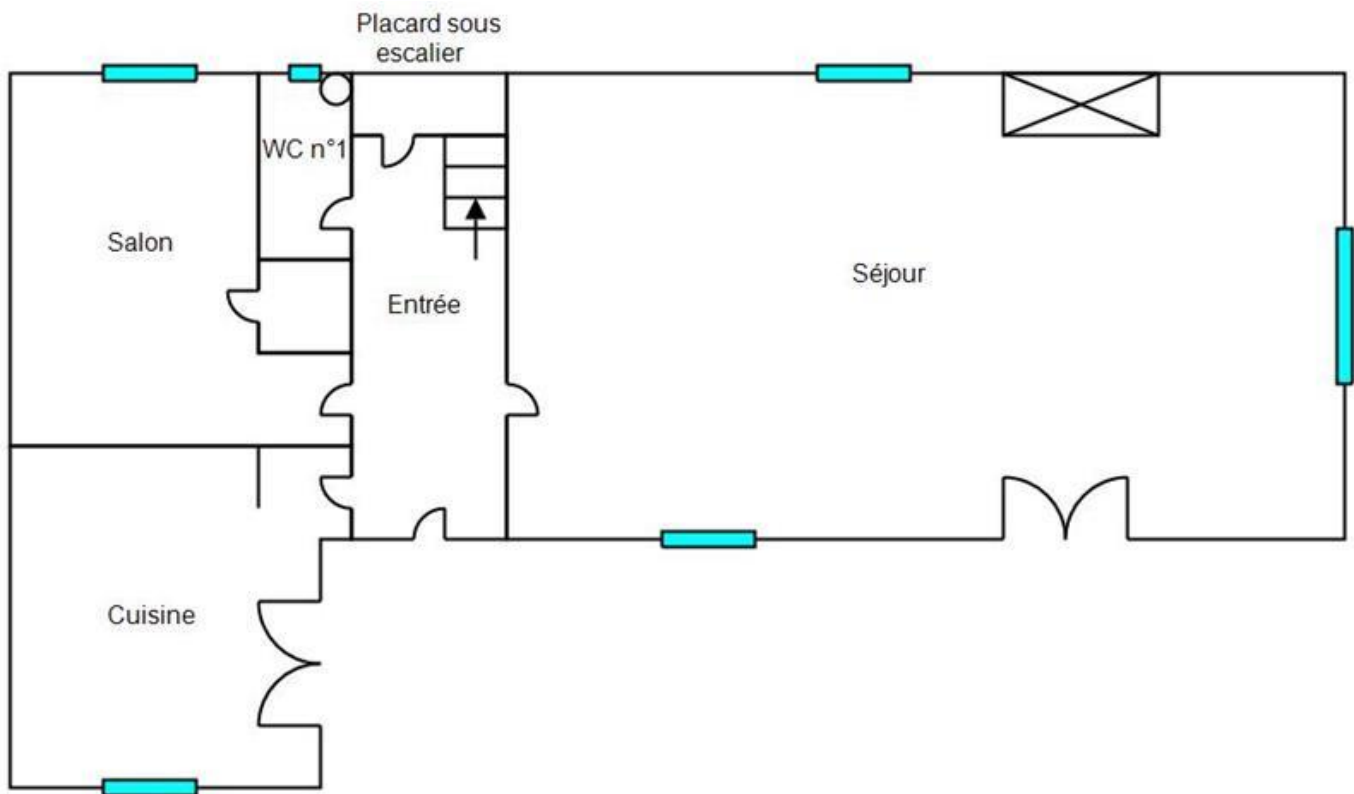 Placard sous
escalier
WC n°1
Salon
Entrée
Séjour
Cuisine